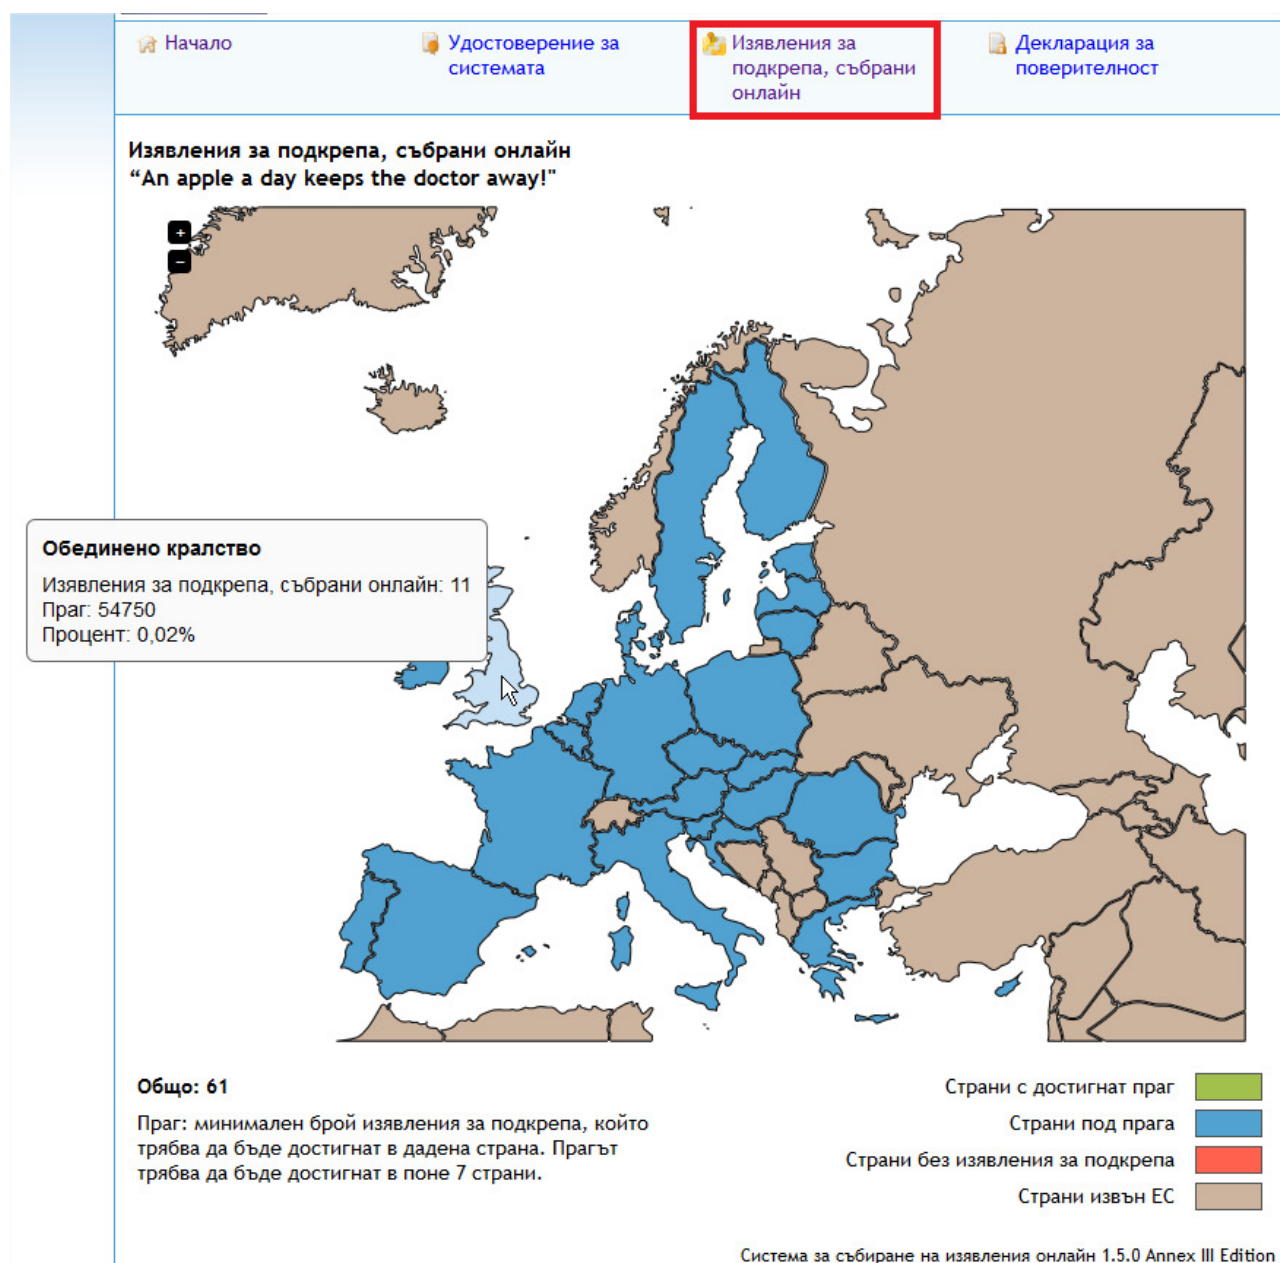 Начало
Удостоверение за
системата
Изявления за
подкрепа, събрани
онлайн
Декларация за
поверителност
Изявления за подкрепа, събрани онлайн
“An apple a day keeps the doctor away!"
+
−
Обединено кралство
Изявления за подкрепа, събрани онлайн: 11
Праг: 54750
Процент: 0,02%
Общо: 61
Праг: минимален брой изявления за подкрепа, който
трябва да бъде достигнат в дадена страна. Прагът
трябва да бъде достигнат в поне 7 страни.
Страни с достигнат праг
Страни под прага
Страни без изявления за подкрепа
Страни извън ЕС
Система за събиране на изявления онлайн 1.5.0 Annex III Edition